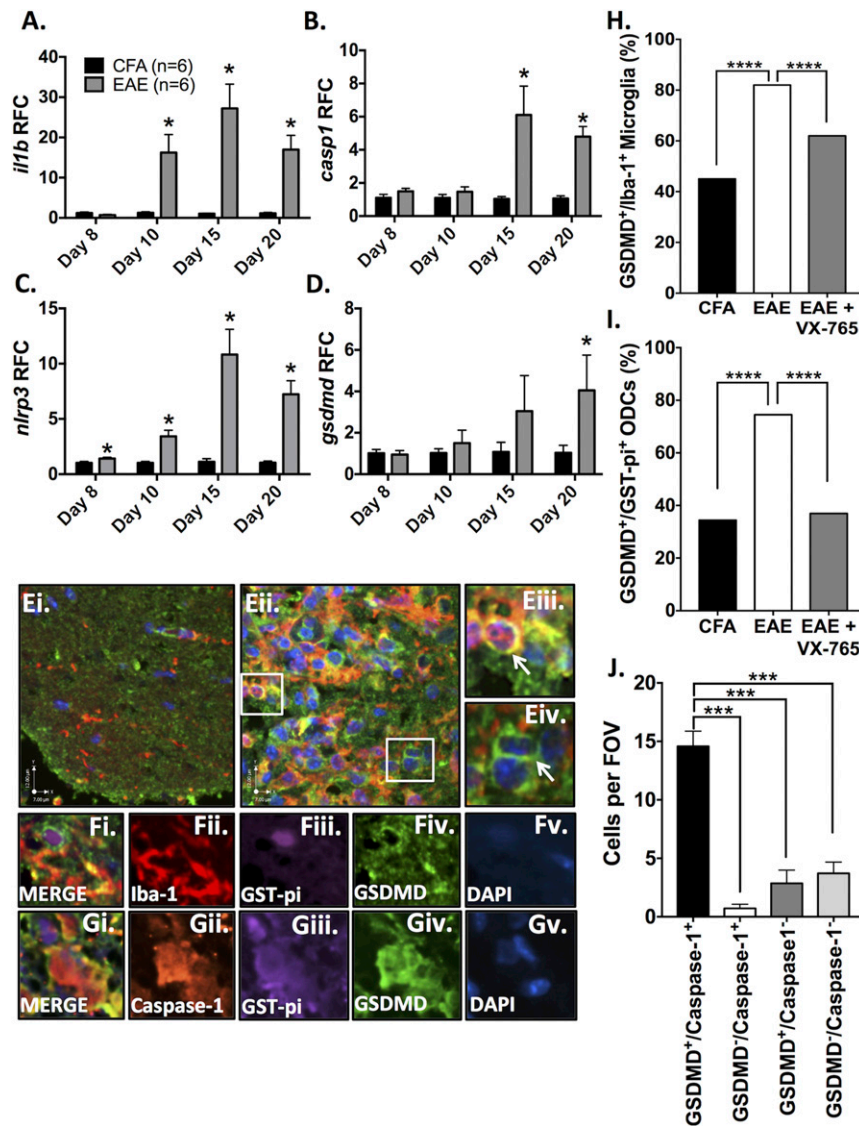 A.
CFA (n=6)
EAE (n=6)
il1b RFC
40
30
20
10
0
*
*
*
Day 8
Day 10
Day 15
Day 20
B.
casp1 RFC
10
8
6
4
2
0
*
*
Day 8
Day 10
Day 15
Day 20
C.
nlrp3 RFC
15
10
5
0
*
*
*
*
Day 8
Day 10
Day 15
Day 20
D.
gsdmd RFC
8
6
4
2
0
*
Day 8
Day 10
Day 15
Day 20
Ei.
Eii.
Eiii.
Eiv.
Fi.
MERGE
Fii.
Iba-1
Fiii.
GST-pi
Fiv.
GSDMD
Fv.
DAPI
Gi.
MERGE
Gii.
Caspase-1
Giii.
GST-pi
Giv.
GSDMD
Gv.
DAPI
H.
GSDMD+/Iba-1+ Microglia (%)
100
80
60
40
20
0
****
****
CFA
EAE
EAE +
VX-765
I.
GSDMD+/GST-pi+ ODCs (%)
100
80
60
40
20
0
****
****
CFA
EAE
EAE +
VX-765
J.
Cells per FOV
20
15
10
5
0
***
***
***
GSDMD+/Caspase-1+
GSDMD-/Caspase-1+
GSDMD+/Caspase1-
GSDMD-/Caspase-1-